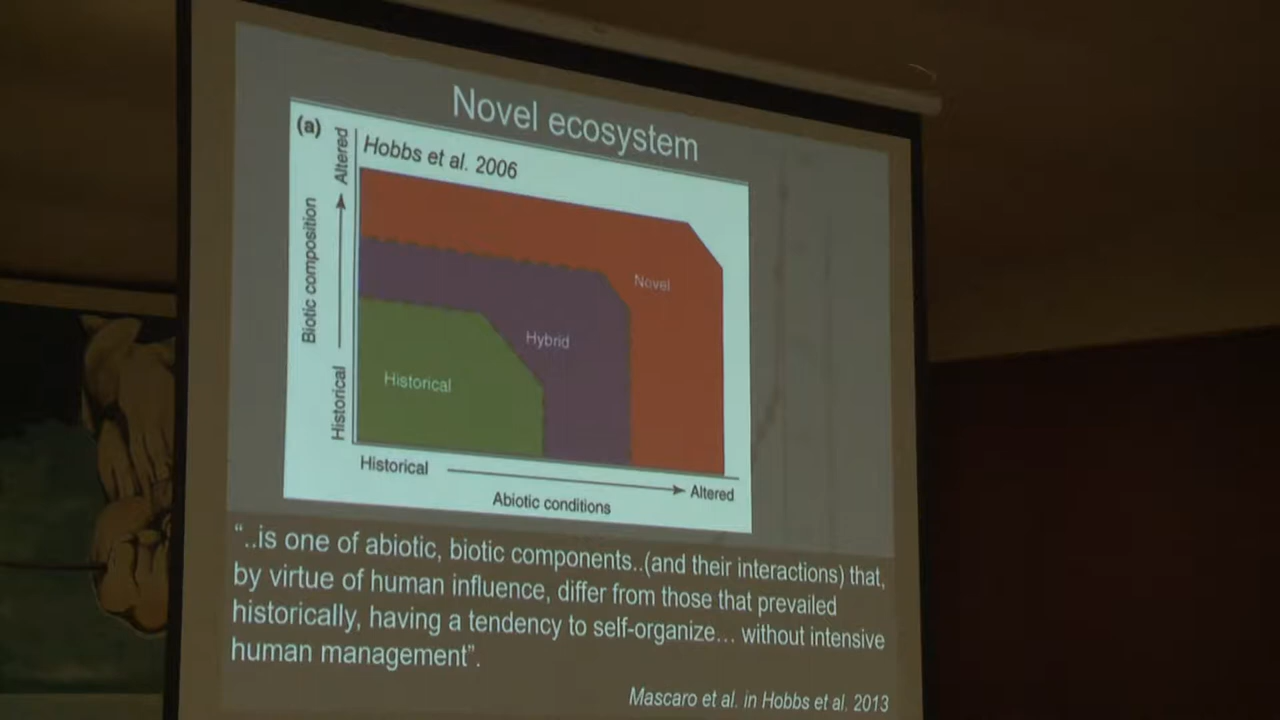 Novel ecosystem
(a)
Hobbs et al. 2006
Altered
Biotic composition
Historical
Novel
Hybrid
Historical
Historical
Altered
Abiotic conditions
“..is one of abiotic, biotic components..(and their interactions) that,
by virtue of human influence, differ from those that prevailed
historically, having a tendency to self-organize... without intensive
human management”.
Mascaro et al. in Hobbs et al. 2013